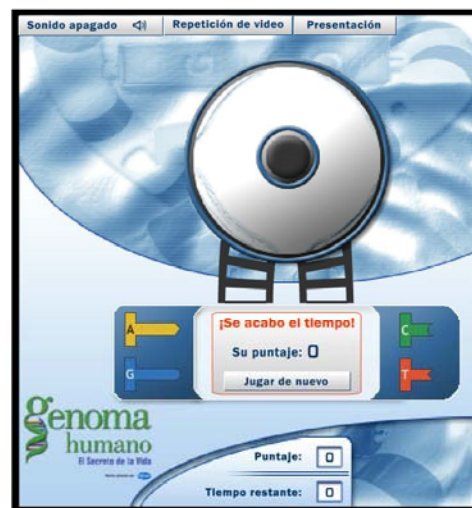 Sonido apagado
Repetición de video
Presentación
¡Se acabo el tiempo!
A
C
Su puntaje: 0
G
T
Jugar de nuevo
genoma
humano
El Secreto de la Vida
Puntaje: 0
Tiempo restante: 0